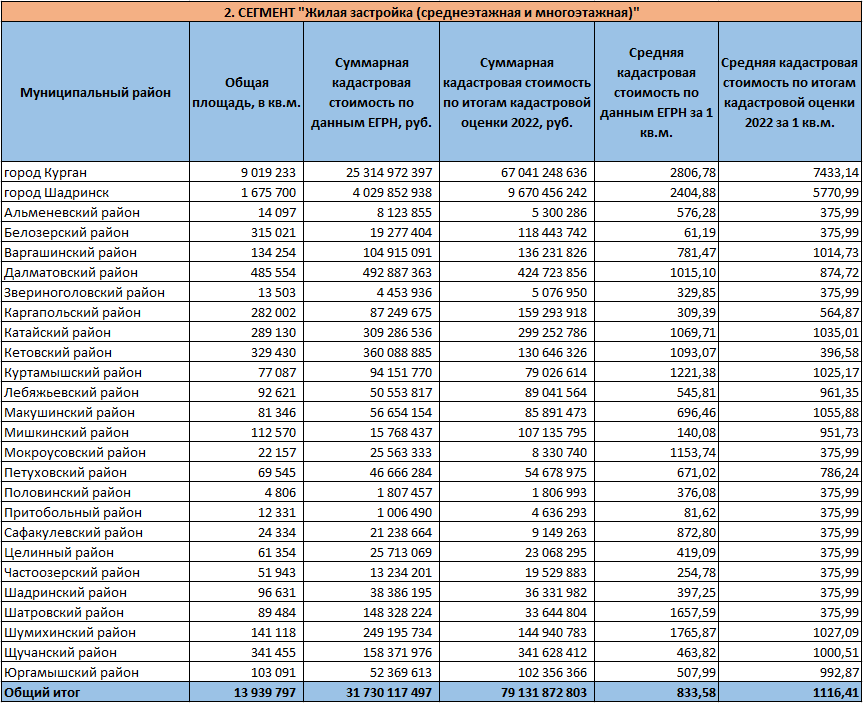 2. СЕГМЕНТ "Жилая застройка (среднеэтажная и многоэтажная)"
Муниципальный район
Общая
площадь, в кв.м.
Суммарная
кадастровая
стоимость по
данным ЕГРН, руб.
Суммарная
кадастровая стоимость
по итогам кадастровой
оценки 2022, руб.
Средняя
кадастровая
стоимость по
данным ЕГРН за 1
кв.м.
Средняя кадастровая
стоимость по итогам
кадастровой оценки
2022 за 1 кв.м.
город Курган 9 019 233 25 314 972 397 67 041 248 636 2806,78 7433,14
город Шадринск 1 675 700 4 029 852 938 9 670 456 242 2404,88 5770,99
Альменевский район 14 097 8 123 855 5 300 286 576,28 375,99
Белозерский район 315 021 19 277 404 118 443 742 61,19 375,99
Варгашинский район 134 254 104 915 091 136 231 826 781,47 1014,73
Далматовский район 485 554 492 887 363 424 723 856 1015,10 874,72
Звериноголовский район 13 503 4 453 936 5 076 950 329,85 375,99
Каргапольский район 282 002 87 249 675 159 293 918 309,39 564,87
Катайский район 289 130 309 286 536 299 252 786 1069,71 1035,01
Кетовский район 329 430 360 088 885 130 646 326 1093,07 396,58
Куртамышский район 77 087 94 151 770 79 026 614 1221,38 1025,17
Лебяжьевский район 92 621 50 553 817 89 041 564 545,81 961,35
Макушинский район 81 346 56 654 154 85 891 473 696,46 1055,88
Мишкинский район 112 570 15 768 437 107 135 795 140,08 951,73
Мокроусовский район 22 157 25 563 333 8 330 740 1153,74 375,99
Петуховский район 69 545 46 666 284 54 678 975 671,02 786,24
Половинский район 4 806 1 807 457 1 806 993 376,08 375,99
Притобольный район 12 331 1 006 490 4 636 293 81,62 375,99
Сафакулевский район 24 334 21 238 664 9 149 263 872,80 375,99
Целинный район 61 354 25 713 069 23 068 295 419,09 375,99
Частоозерский район 51 943 13 234 201 19 529 883 254,78 375,99
Шадринский район 96 631 38 386 195 36 331 982 397,25 375,99
Шатровский район 89 484 148 328 224 33 644 804 1657,59 375,99
Шумихинский район 141 118 249 195 734 144 940 783 1765,87 1027,09
Щучанский район 341 455 158 371 976 341 628 412 463,82 1000,51
Юргамышский район 103 091 52 369 613 102 356 366 507,99 992,87
Общий итог 13 939 797 31 730 117 497 79 131 872 803 833,58 1116,41